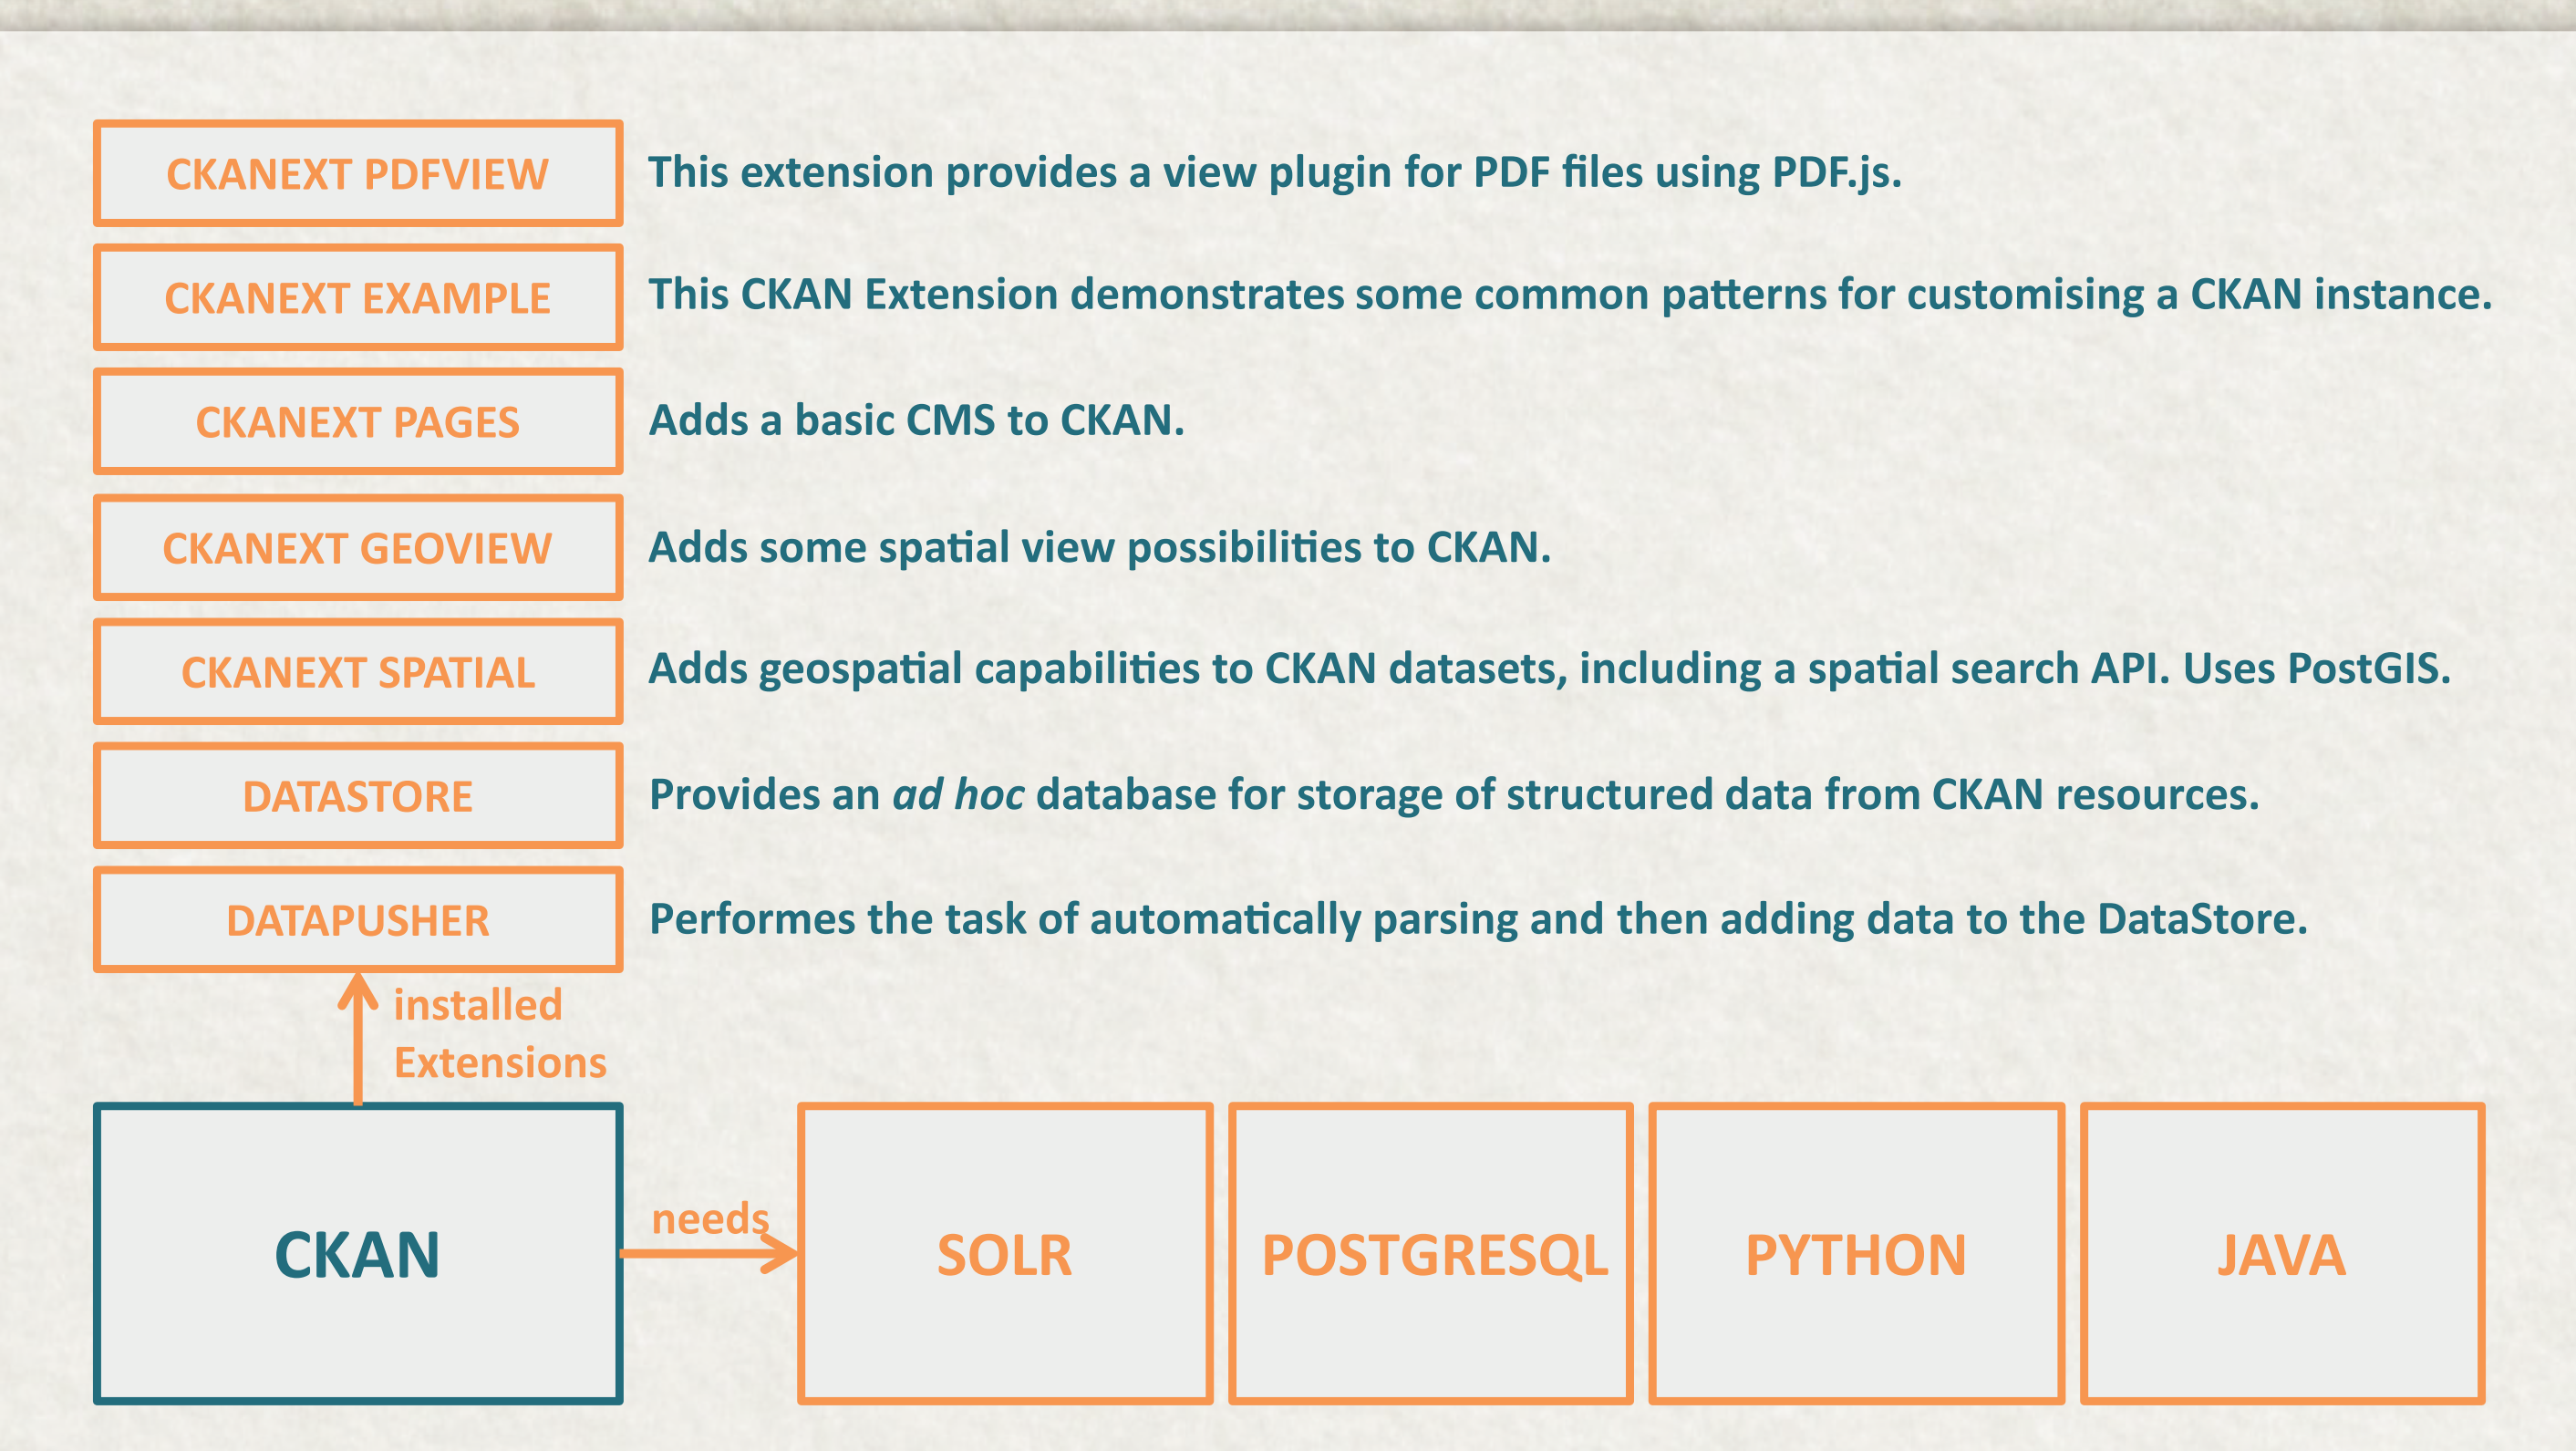 CKANEXT PDFVIEW
This extension provides a view plugin for PDF files using PDF.js.
CKANEXT EXAMPLE
This CKAN Extension demonstrates some common patterns for customising a CKAN instance.
CKANEXT PAGES
Adds a basic CMS to CKAN.
CKANEXT GEOVIEW
Adds some spatial view possibilities to CKAN.
CKANEXT SPATIAL
Adds geospatial capabilities to CKAN datasets, including a spatial search API. Uses PostGIS.
DATASTORE
Provides an ad hoc database for storage of structured data from CKAN resources.
DATAPUSHER
Performes the task of automatically parsing and then adding data to the DataStore.
installed
Extensions
CKAN
needs
SOLR
POSTGRESQL
PYTHON
JAVA